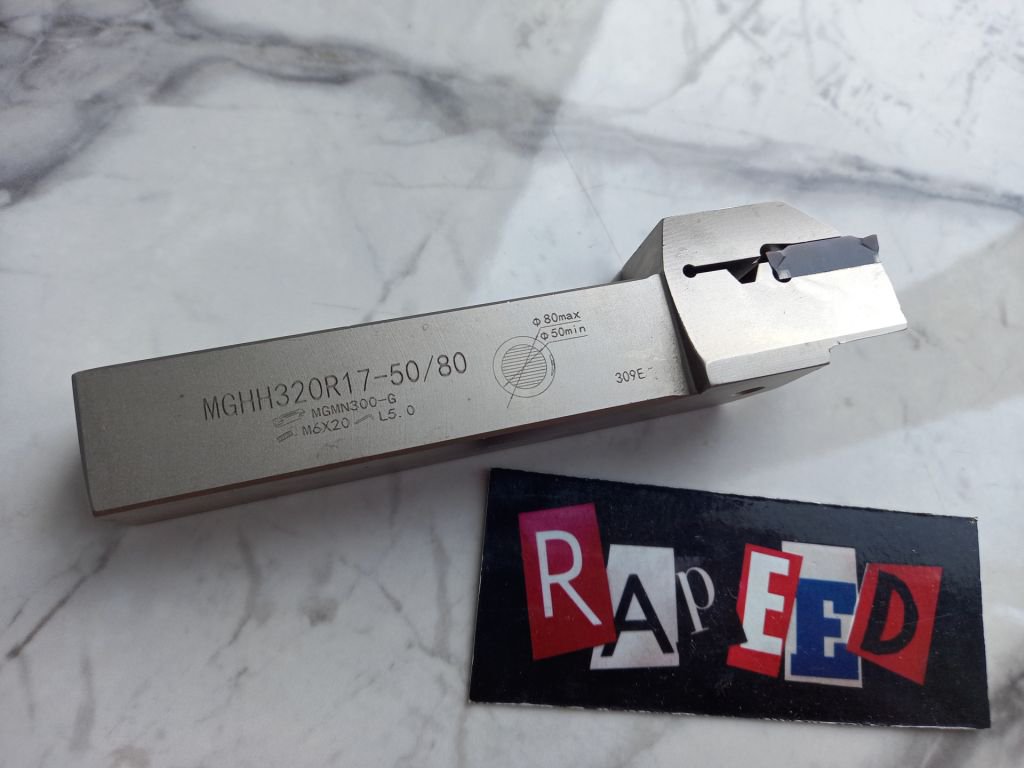 Φ80max
Φ50min
MGHH320R17-50/80
MGMN300-G
M6X20 L5.0
309E
RApEED